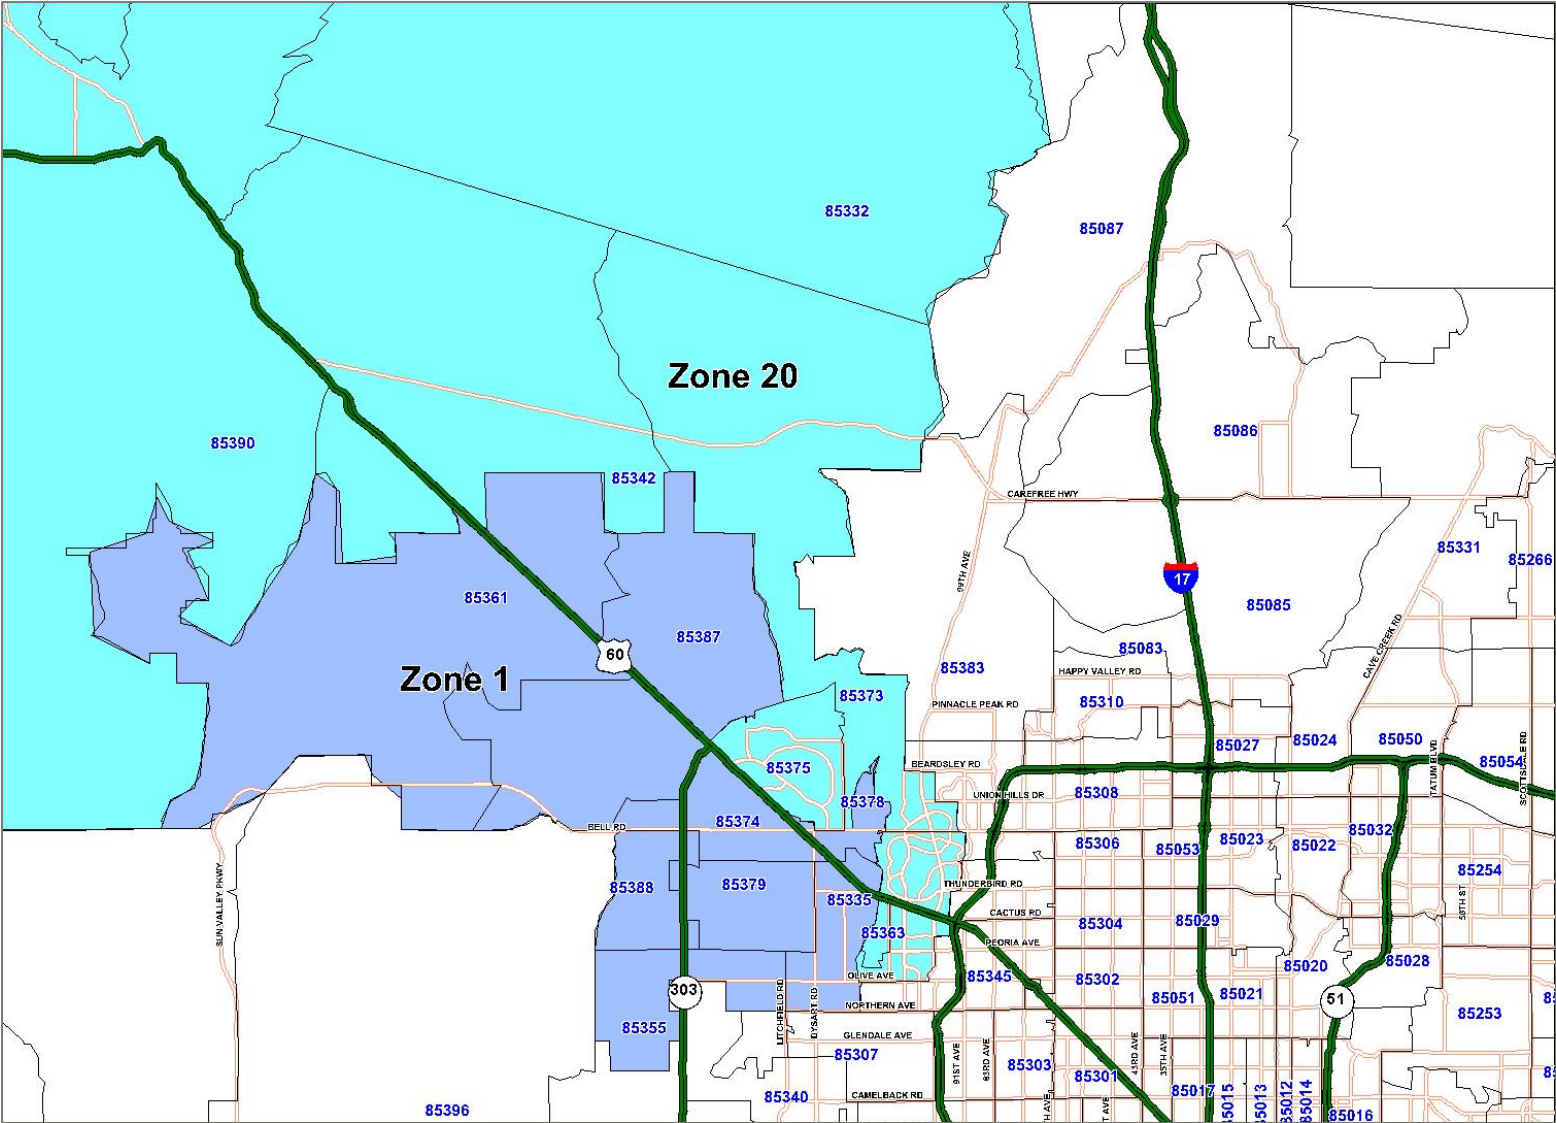 85332
85087
Zone 20
85390
85086
85342
CAREFREE HWY
85331
85266
99TH AVE
17
85361
85085
85387
60
85083
CAVE CREEK RD
Zone 1
85383
HAPPY VALLEY RD
85373
85310
PINNACLE PEAK RD
85027
85024
85050
TATUM BLVD
SCOTTSDALE RD
85375
BEARDSLEY RD
85054
85378
UNION HILLS DR
85308
85374
BELL RD
85306
85053
85023
85022
85032
85254
85388
85379
THUNDERBIRD RD
85335
SUN VALLEY PKWY
CACTUS RD
85304
85029
56TH ST
85363
PEORIA AVE
85020
85028
OLIVE AVE
85345
85302
303
LITCHFIELD RD
DYSART RD
NORTHERN AVE
85051
85021
51
85253
85355
GLENDALE AVE
85307
91ST AVE
83RD AVE
43RD AVE
35TH AVE
85303
85301
85340
CAMELBACK RD
85017
85015
85013
85012
85014
85396
85016